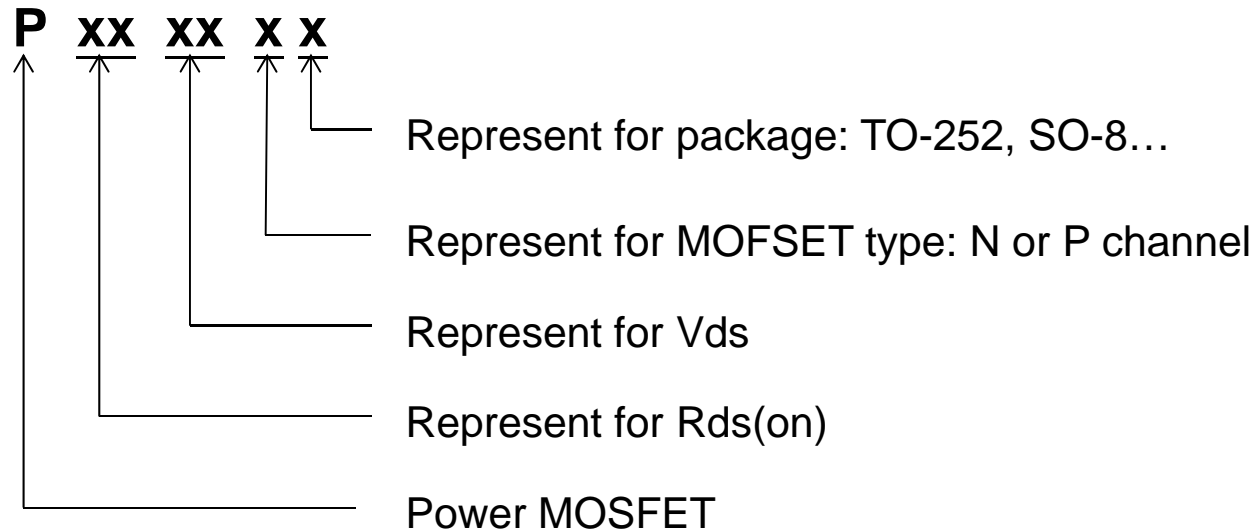 P xx xx x x
Represent for package: TO-252, SO-8…
Represent for MOFSET type: N or P channel
Represent for Vds
Represent for Rds(on)
Power MOSFET